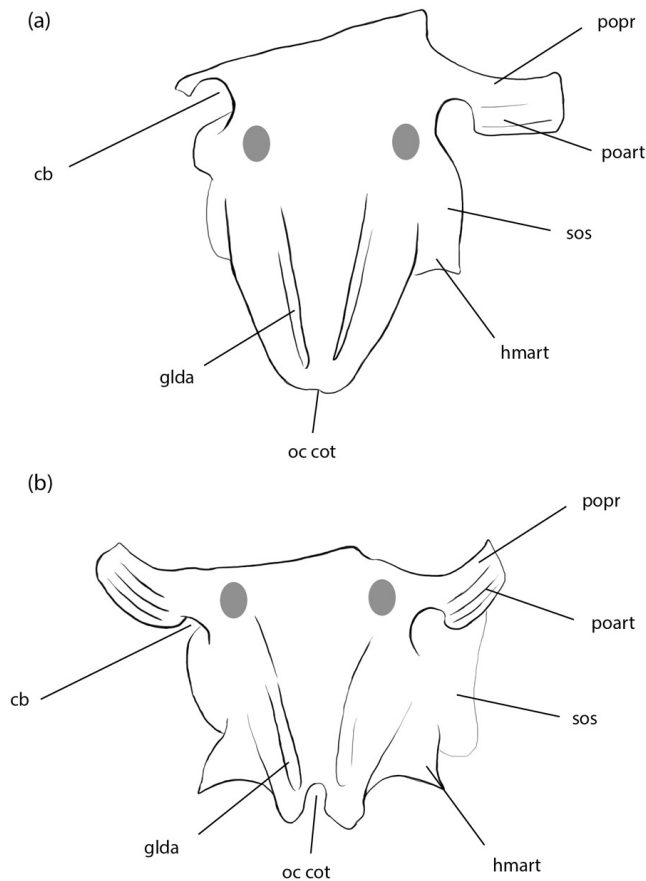 (a)
popr
poart
cb
sos
hmart
glda
oc cot
(b)
popr
poart
cb
sos
glda
hmart
oc cot